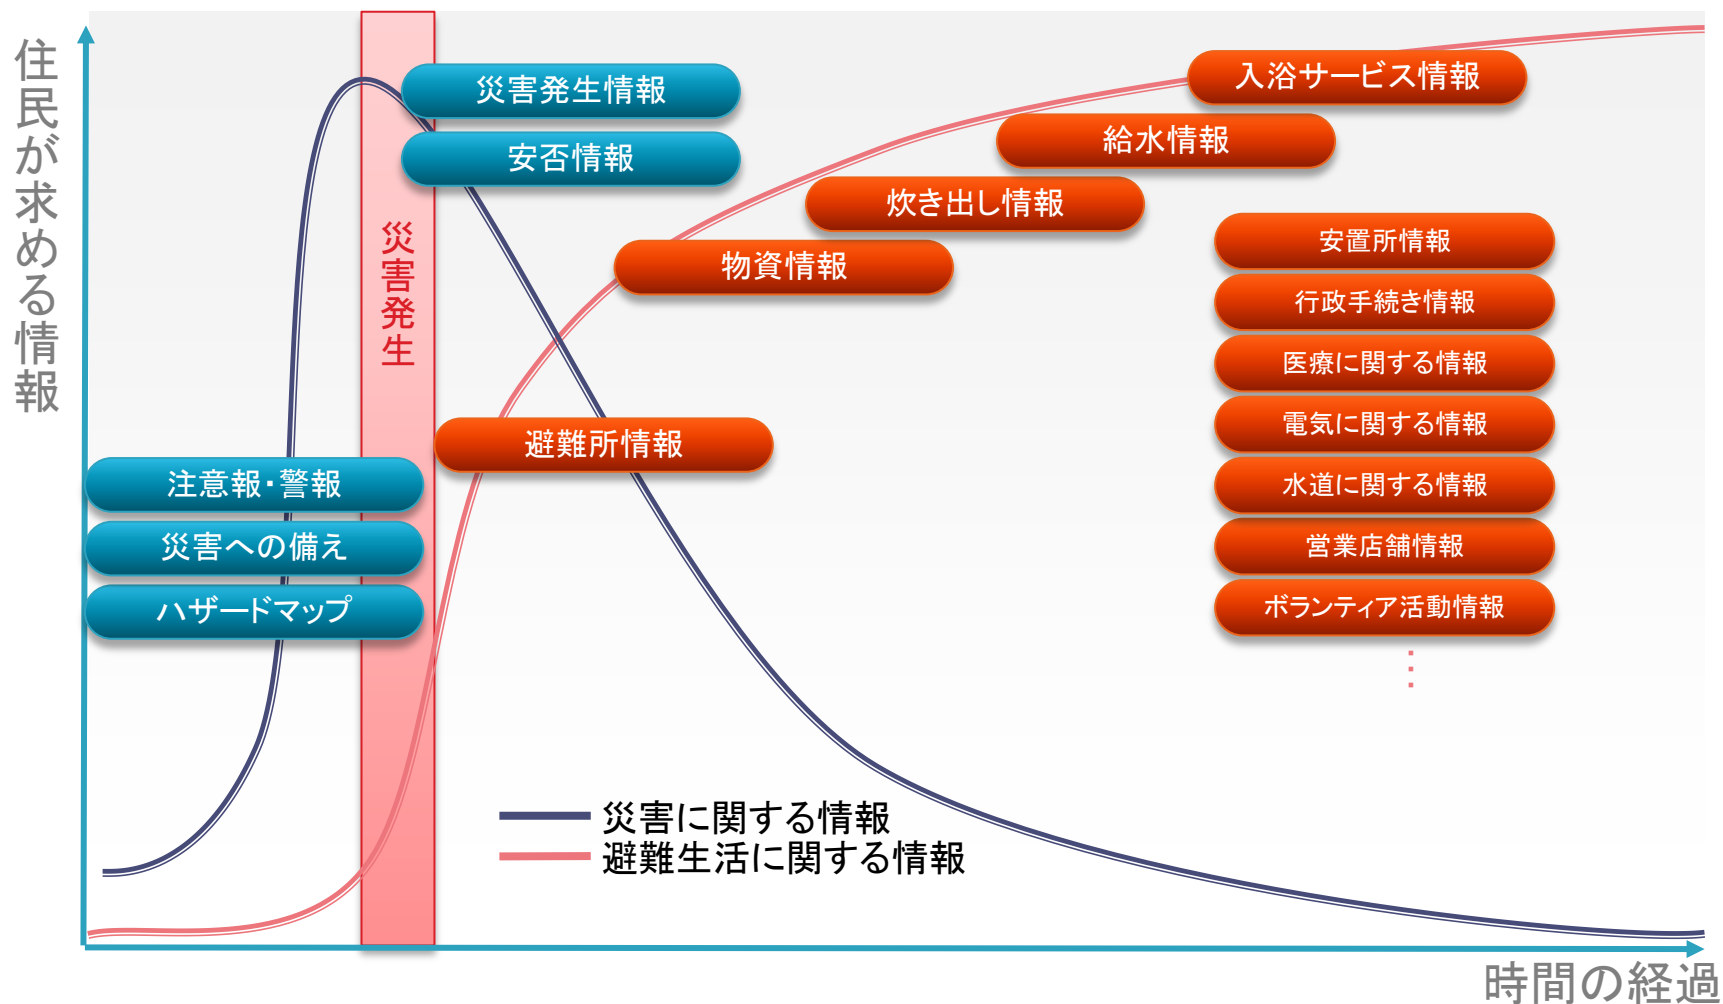 住民が求める情報
災害発生情報
安否情報
災害発生
注意報・警報
災害への備え
ハザードマップ
避難所情報
物資情報
炊き出し情報
給水情報
入浴サービス情報
安置所情報
行政手続き情報
医療に関する情報
電気に関する情報
水道に関する情報
営業店舗情報
ボランティア活動情報
⋮
災害に関する情報
避難生活に関する情報
時間の経過